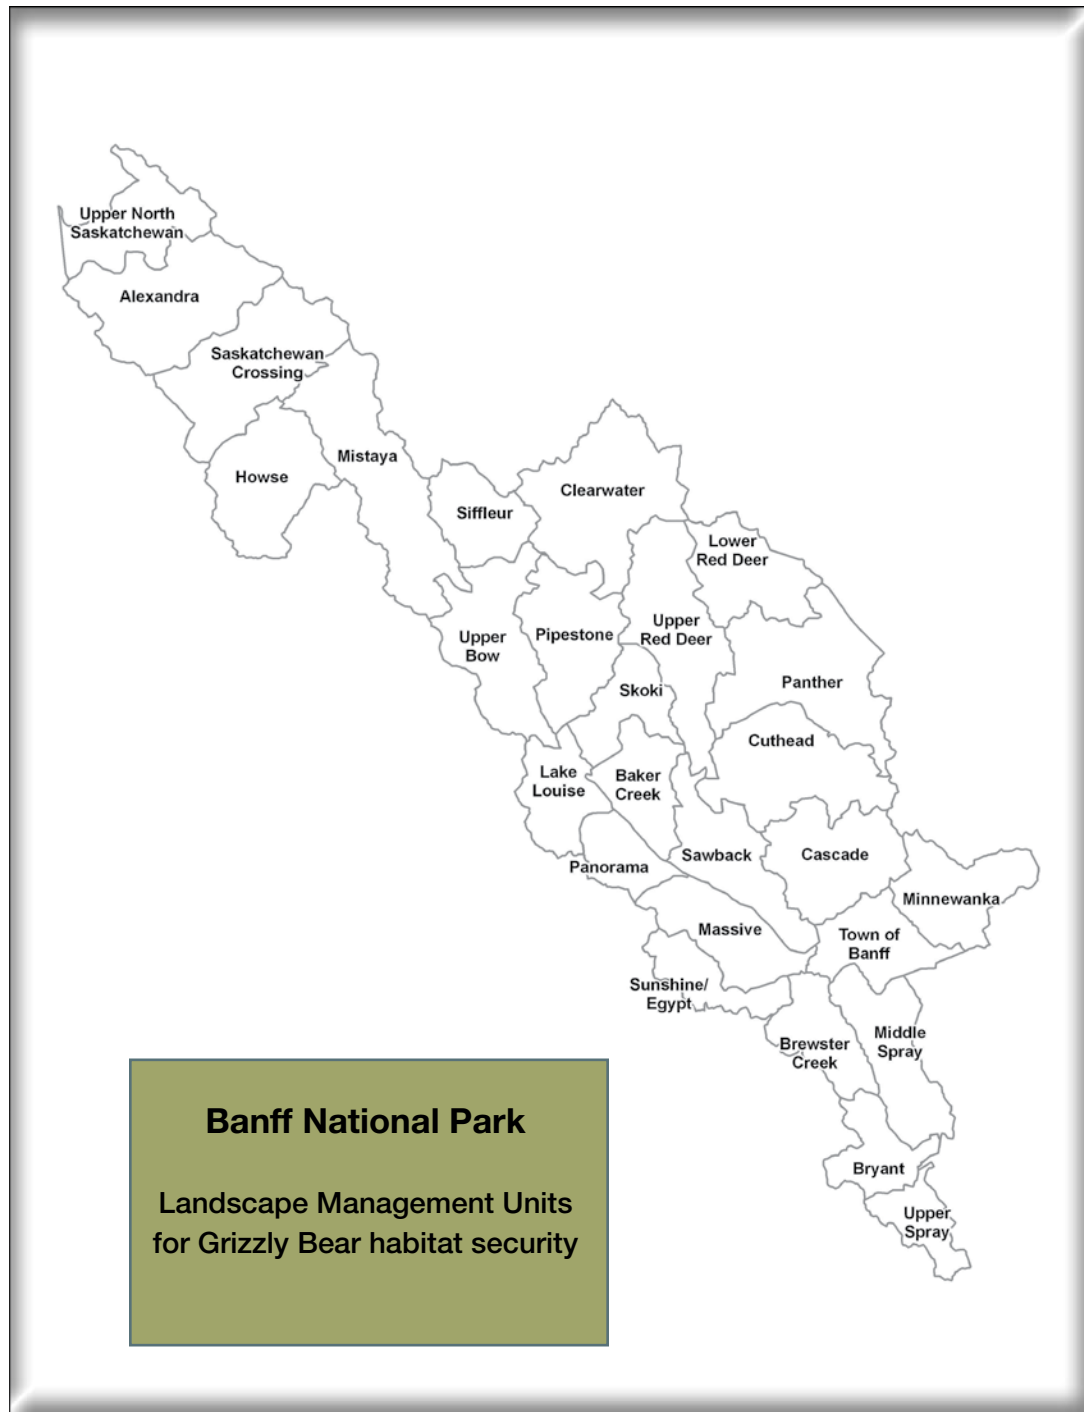 Upper North
Saskatchewan
Alexandra
Saskatchewan
Crossing
Howse
Mistaya
Siffleur
Clearwater
Lower
Red Deer
Upper
Bow
Pipestone
Upper
Red Deer
Skoki
Panther
Cuthead
Lake
Louise
Baker
Creek
Panorama
Sawback
Cascade
Minnewanka
Massive
Town of
Banff
Sunshine/
Egypt
Brewster
Creek
Middle
Spray
Bryant
Upper
Spray
Banff National Park
Landscape Management Units
for Grizzly Bear habitat security